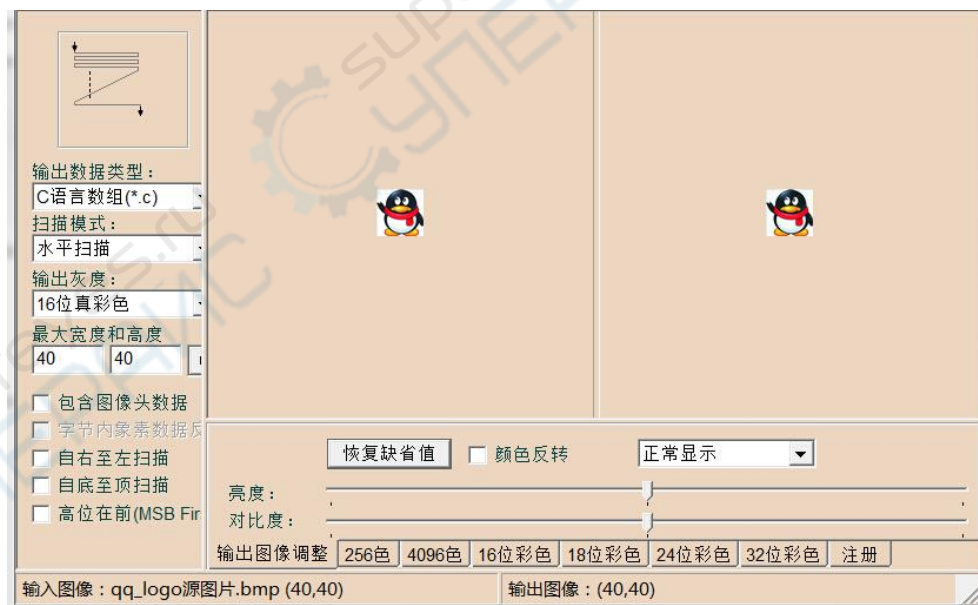 输出数据类型：
C语言数组(*.c)
扫描模式：
水平扫描
输出灰度：
16位真彩色
最大宽度和高度
40 40
包含图像头数据
字节内象素数据反
自右至左扫描
自底至顶扫描
高位在前(MSB Fir
恢复缺省值 颜色反转 正常显示
亮度：
对比度：
输出图像调整 256色 4096色 16位彩色 18位彩色 24位彩色 32位彩色 注册
输入图像：qq_logo源图片.bmp (40,40) 输出图像：(40,40)